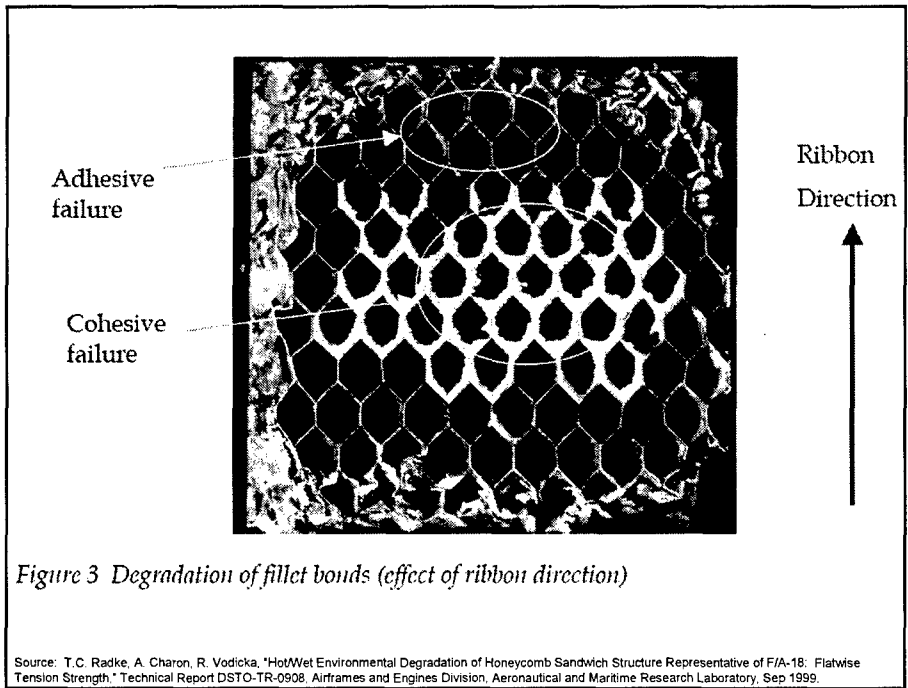 Adhesive
failure
Ribbon
Direction
Cohesive
failure
Figure 3 Degradation of fillet bonds (effect of ribbon direction)
Source: T.C. Radke, A. Charon, R. Vodicka, "Hot/Wet Environmental Degradation of Honeycomb Sandwich Structure Representative of F/A-18: Flatwise
Tension Strength," Technical Report DSTO-TR-0908, Airframes and Engines Division, Aeronautical and Maritime Research Laboratory, Sep 1999.